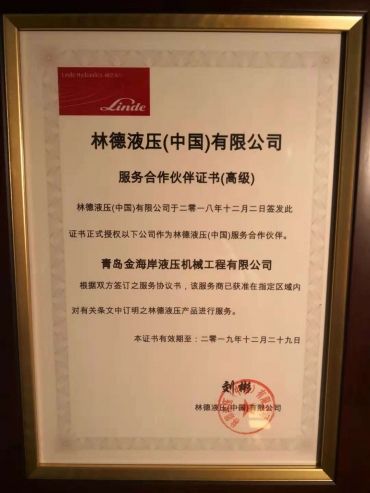 Linde Hydraulics
Linde
林德液压(中国)有限公司
服务合作伙伴证书(高级)
林德液压(中国)有限公司于二零一八年十二月二日签发此
证书正式授权以下公司作为林德液压(中国)服务合作伙伴。
青岛金海岸液压机械工程有限公司
根据双方签订之服务协议书，该服务商已获准在指定区域内
对有关条文中订明之林德液压产品进行服务。
本证书有效期至：二零一九年十二月二十九日
刘彬
林德液压(中国)有限公司